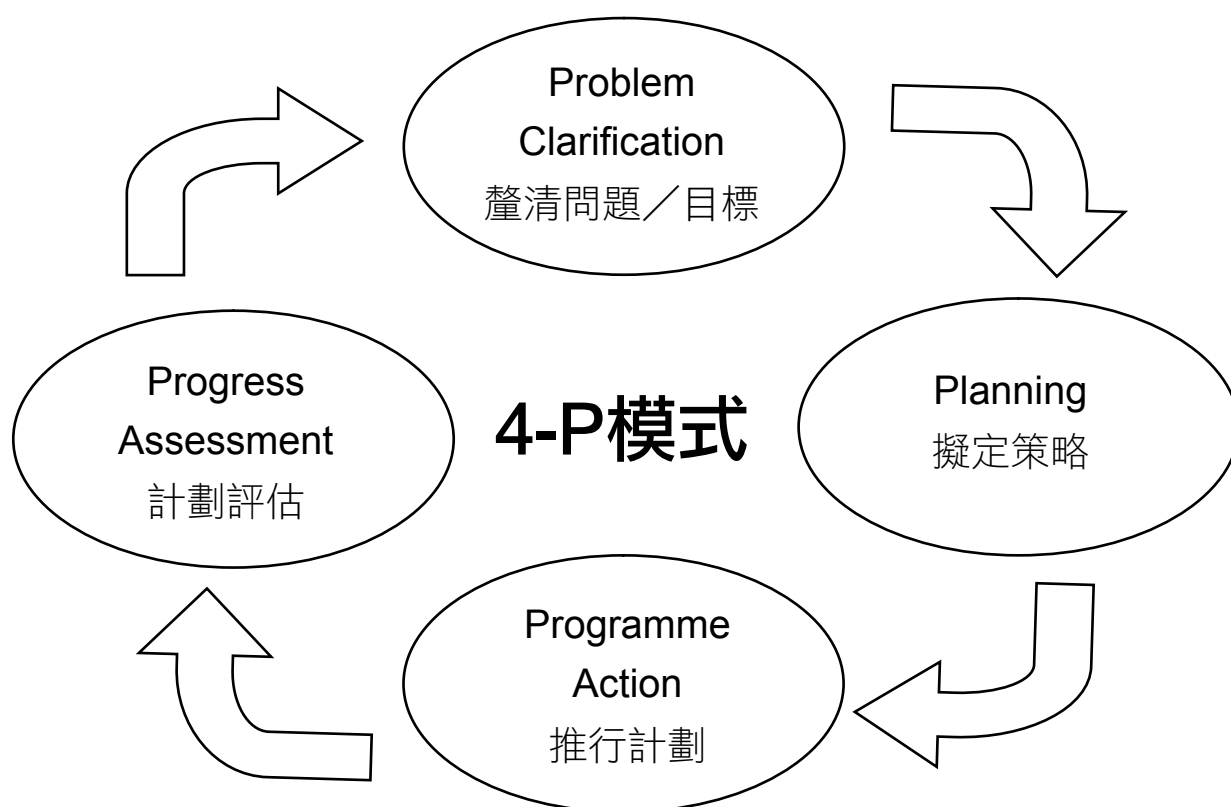 Problem
Clarification
釐清問題／目標
Planning
擬定策略
Programme
Action
推行計劃
Progress
Assessment
計劃評估
4-P模式